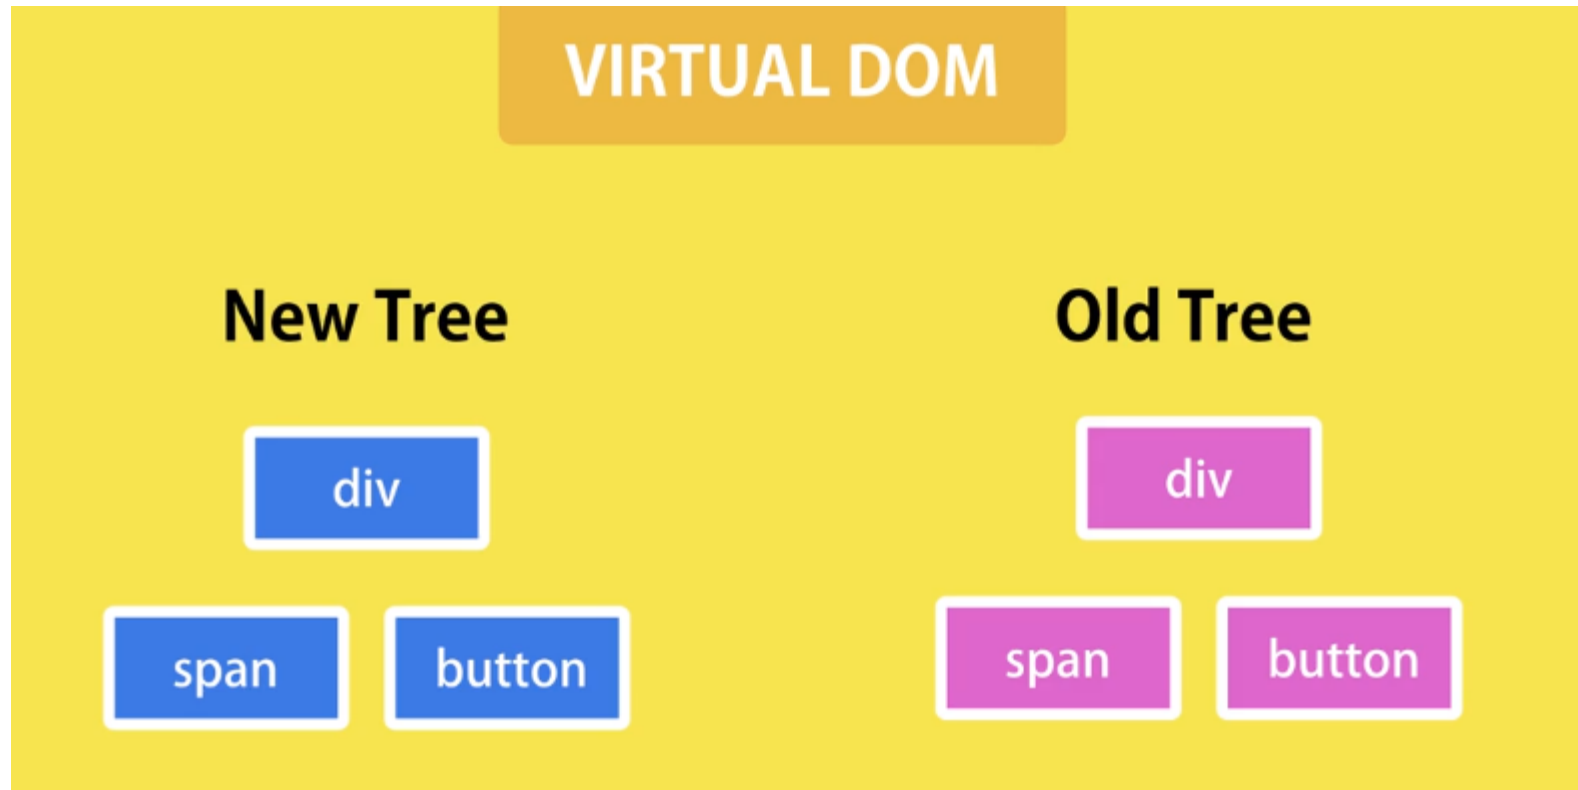 VIRTUAL DOM
New Tree
Old Tree
div
div
span
button
span
button